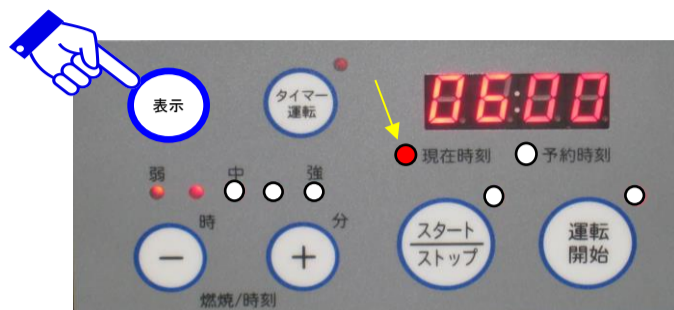 表示
タイマー
運転
06:00
現在時刻
予約時刻
弱
中
強
時
分
−
+
燃焼/時刻
スタート
ストップ
運転
開始